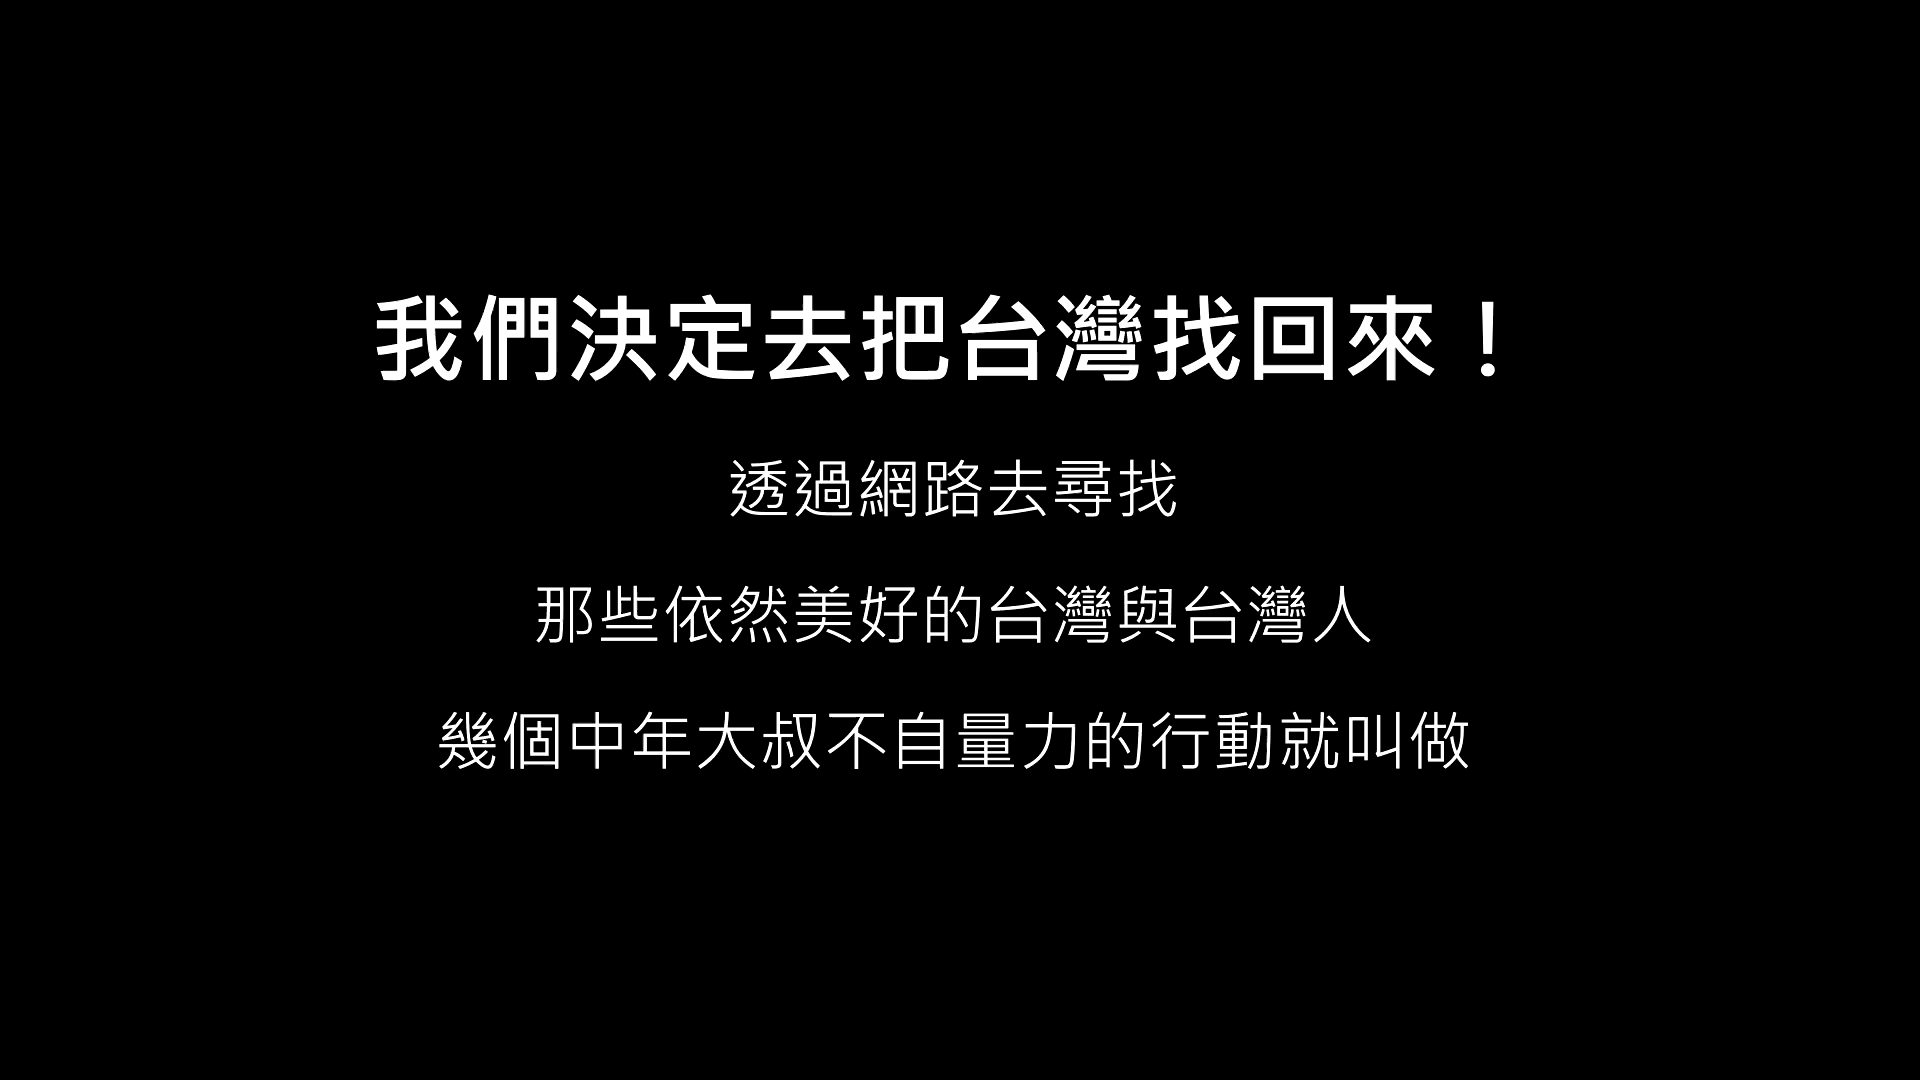 我們決定去把台灣找回來！
透過網路去尋找
那些依然美好的台灣與台灣人
幾個中年大叔不自量力的行動就叫做